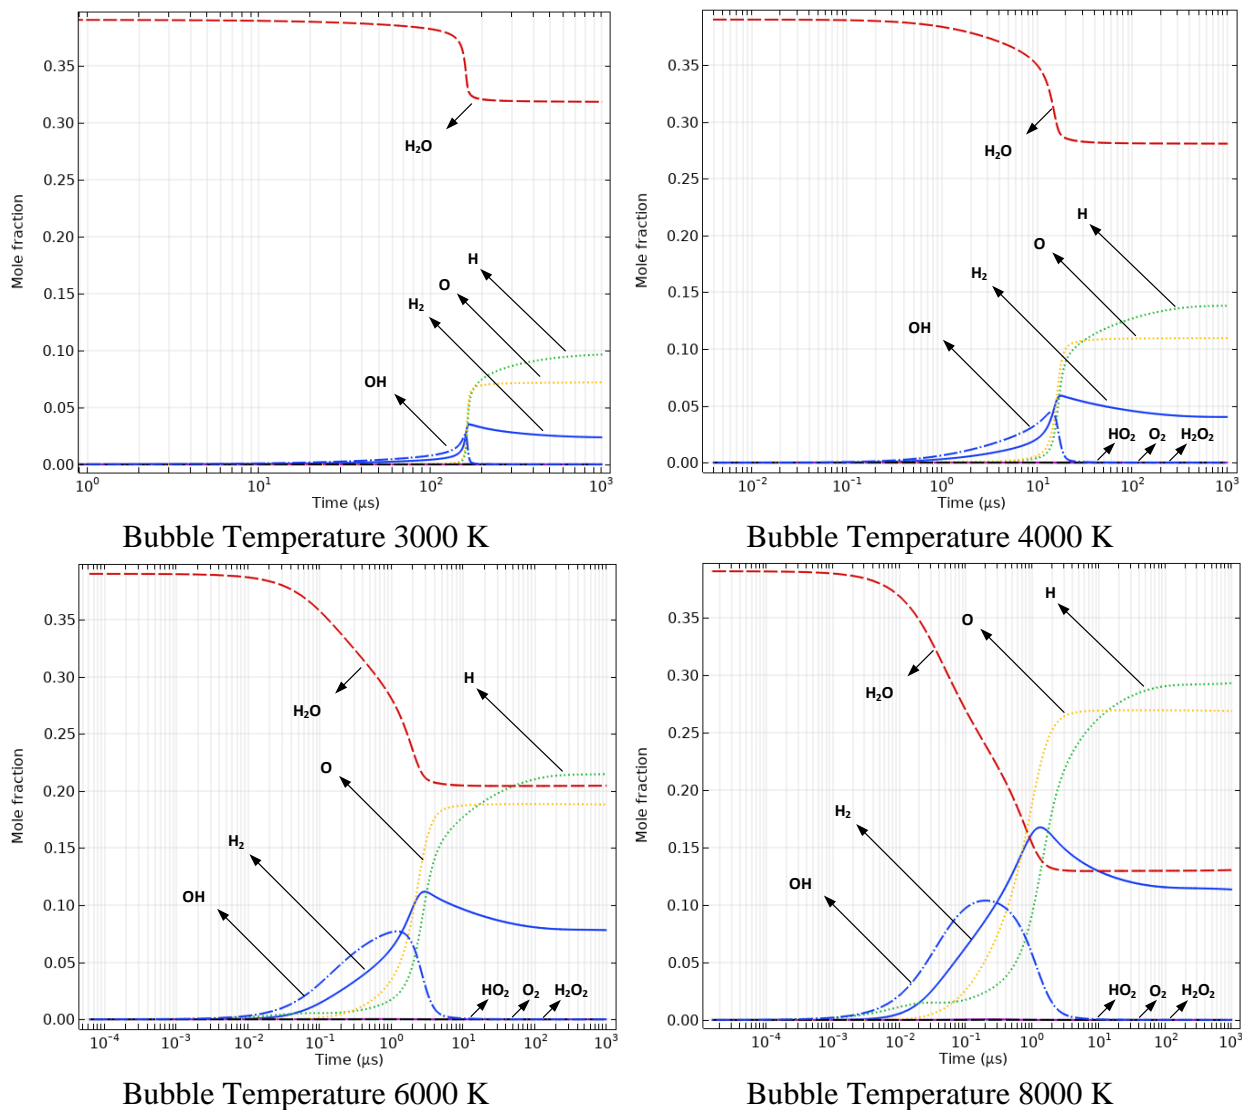 0.35
0.30
0.25
0.20
0.15
0.10
0.05
0.00
Mole fraction
H₂O
H
O
H₂
OH
10⁰ 10¹ 10² 10³
Time (μs)
Bubble Temperature 3000 K
0.35
0.30
0.25
0.20
0.15
0.10
0.05
0.00
Mole fraction
H₂O
H
O
H₂
OH
HO₂ O₂ H₂O₂
10⁻² 10⁻¹ 10⁰ 10¹ 10² 10³
Time (μs)
Bubble Temperature 4000 K
0.35
0.30
0.25
0.20
0.15
0.10
0.05
0.00
Mole fraction
H
H₂O
O
H₂
OH
HO₂ O₂ H₂O₂
10⁻⁴ 10⁻³ 10⁻² 10⁻¹ 10⁰ 10¹ 10² 10³
Time (μs)
Bubble Temperature 6000 K
0.35
0.30
0.25
0.20
0.15
0.10
0.05
0.00
Mole fraction
H
O
H₂O
H₂
OH
HO₂ O₂ H₂O₂
10⁻⁴ 10⁻³ 10⁻² 10⁻¹ 10⁰ 10¹ 10² 10³
Time (μs)
Bubble Temperature 8000 K